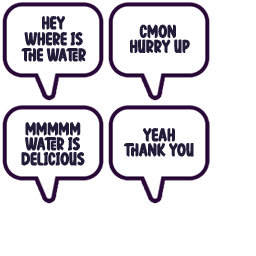 HEY
WHERE IS
THE WATER
CMON
HURRY UP
MMMMM
WATER IS
DELICIOUS
YEAH
THANK YOU